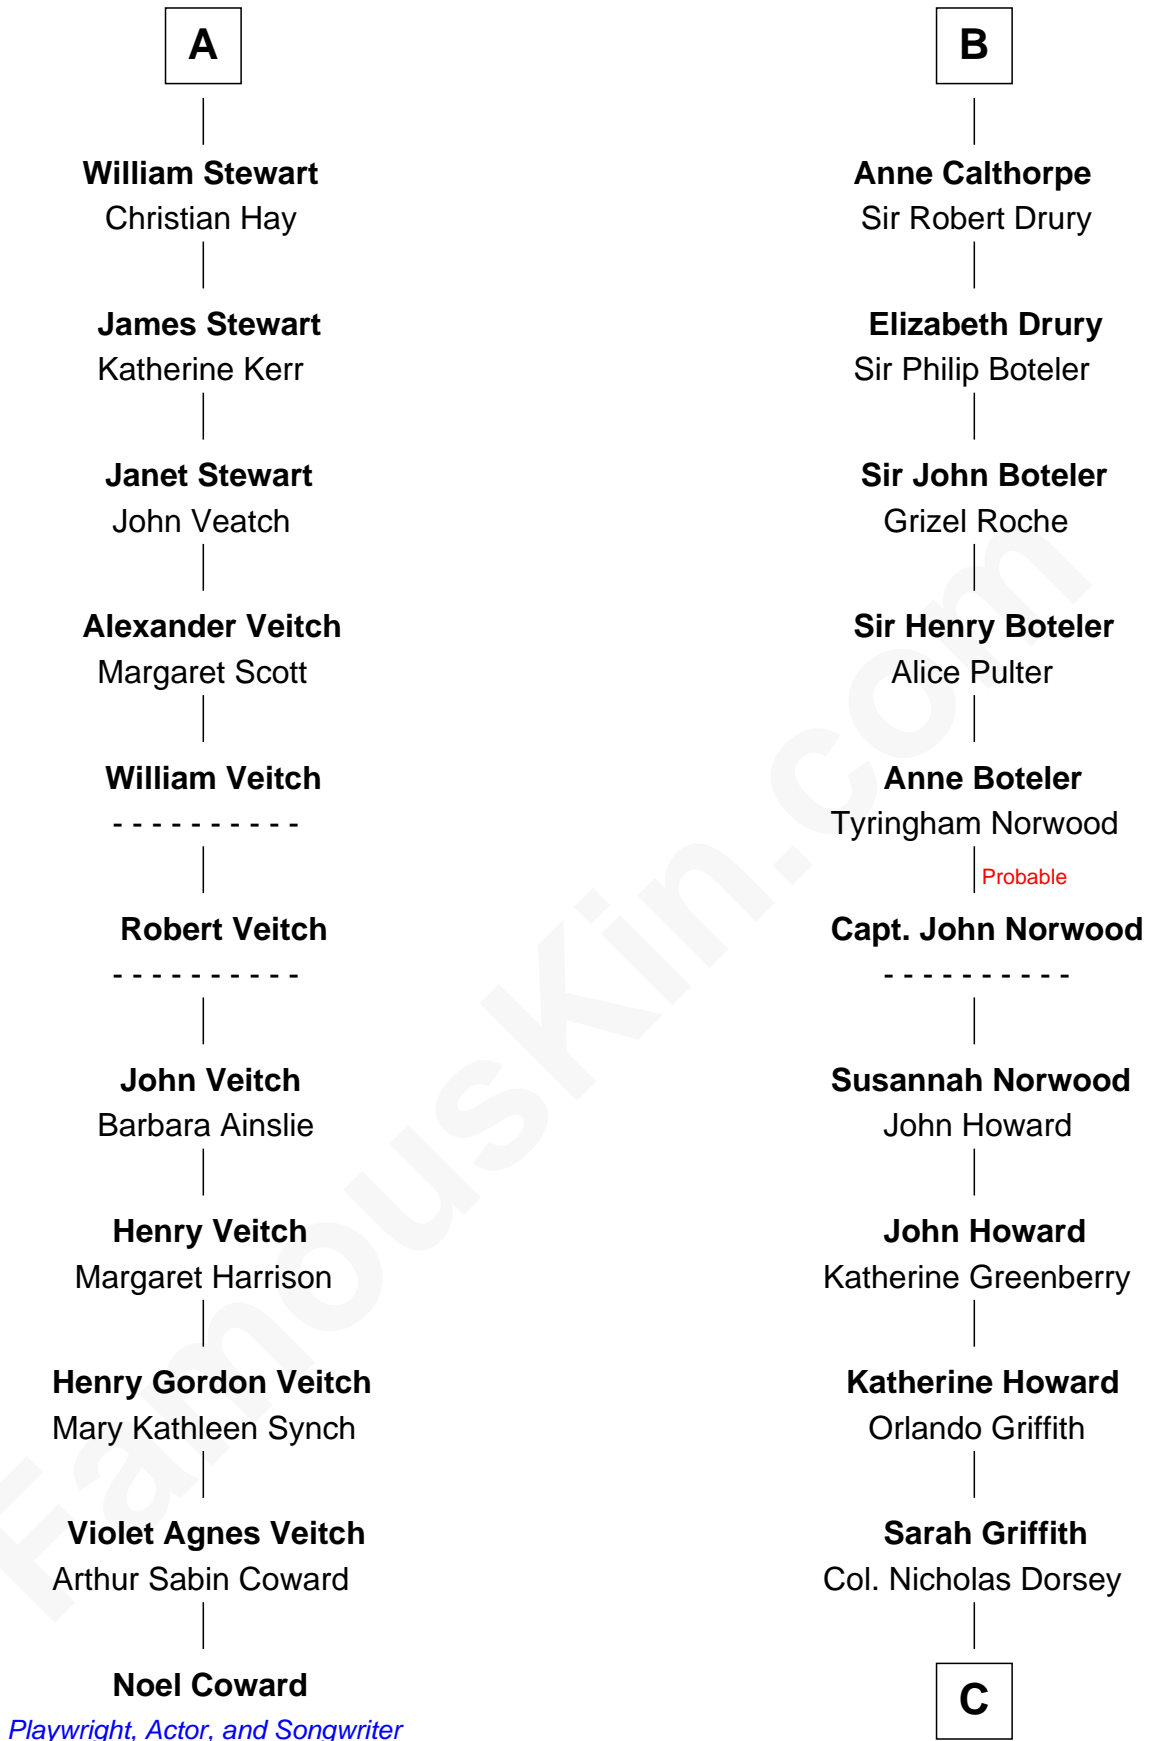 A
William Stewart
Christian Hay
James Stewart
Katherine Kerr
Janet Stewart
John Veatch
Alexander Veitch
Margaret Scott
William Veitch
- - - - - - - - - -
Robert Veitch
- - - - - - - - - -
John Veitch
Barbara Ainslie
Henry Veitch
Margaret Harrison
Henry Gordon Veitch
Mary Kathleen Synch
Violet Agnes Veitch
Arthur Sabin Coward
Noel Coward
Playwright, Actor, and Songwriter
B
Anne Calthorpe
Sir Robert Drury
Elizabeth Drury
Sir Philip Boteler
Sir John Boteler
Grizel Roche
Sir Henry Boteler
Alice Pulter
Anne Boteler
Tyringham Norwood
Probable
Capt. John Norwood
- - - - - - - - - -
Susannah Norwood
John Howard
John Howard
Katherine Greenberry
Katherine Howard
Orlando Griffith
Sarah Griffith
Col. Nicholas Dorsey
C
FamousKin.com